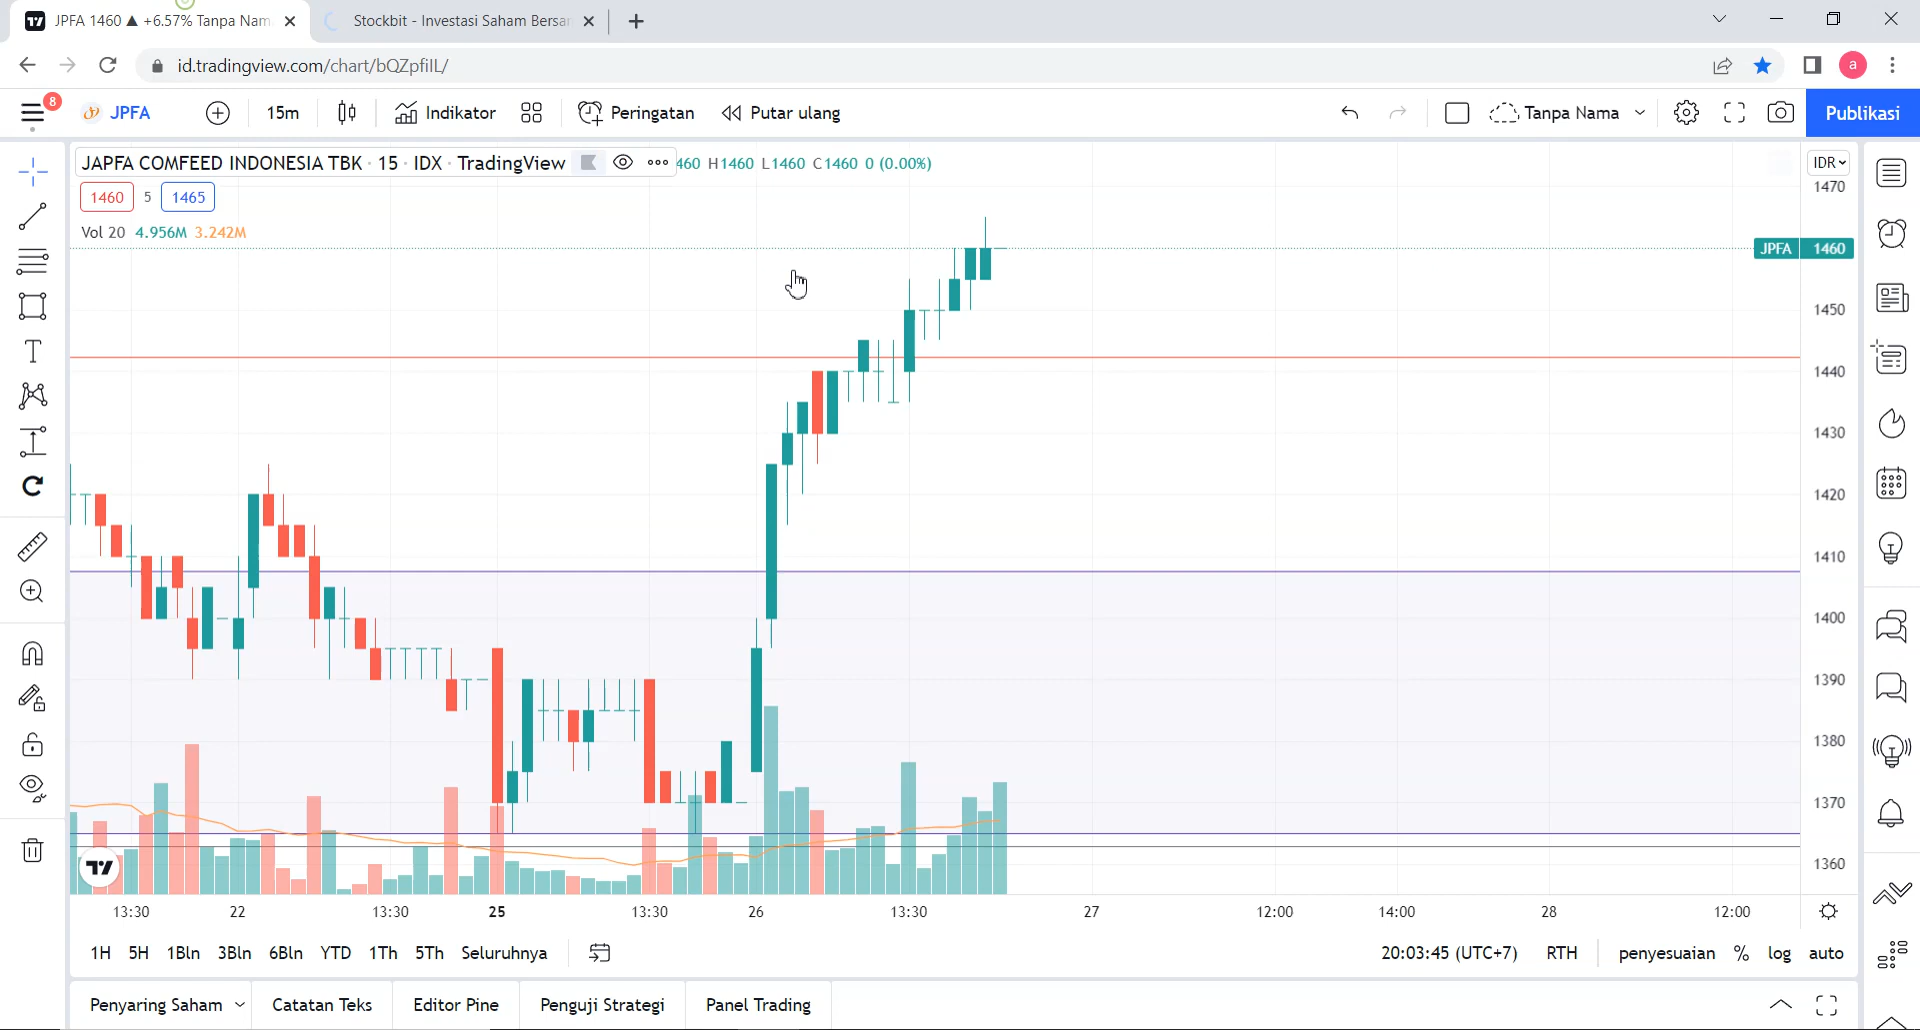 JPFA 1460 ▲ +6.57% Tanpa Nam
Stockbit - Investasi Saham Bersam
id.tradingview.com/chart/bQZpfiIL/
a
8
JPFA
15m
Indikator
Peringatan
Putar ulang
Tanpa Nama
Publikasi
JAPFA COMFEED INDONESIA TBK · 15 · IDX · TradingView
460 H1460 L1460 C1460 0 (0.00%)
IDR
1460 5 1465
Vol 20 4.956M 3.242M
1470
JPFA 1460
1450
1440
1430
1420
1410
1400
1390
1380
1370
1360
13:30 22 13:30 25 13:30 26 13:30 27 12:00 14:00 28 12:00
1H 5H 1Bln 3Bln 6Bln YTD 1Th 5Th Seluruhnya
20:03:45 (UTC+7) RTH penyesuaian % log auto
Penyaring Saham Catatan Teks Editor Pine Penguji Strategi Panel Trading